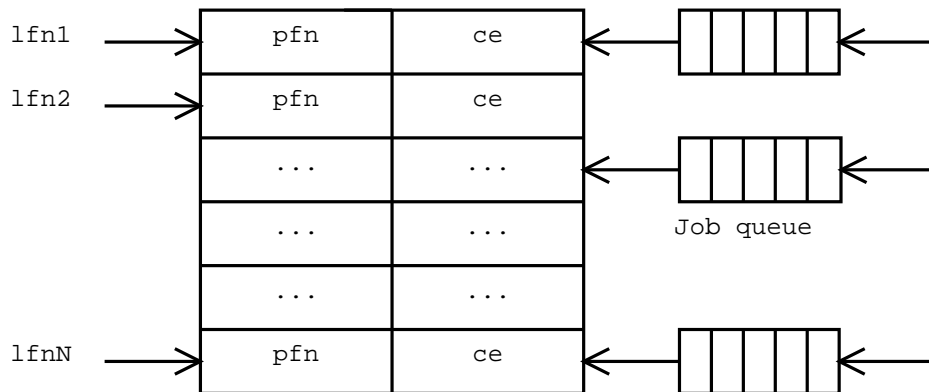 lfn1 pfn ce
lfn2 pfn ce
... ...
... ...
Job queue
... ...
lfnN pfn ce